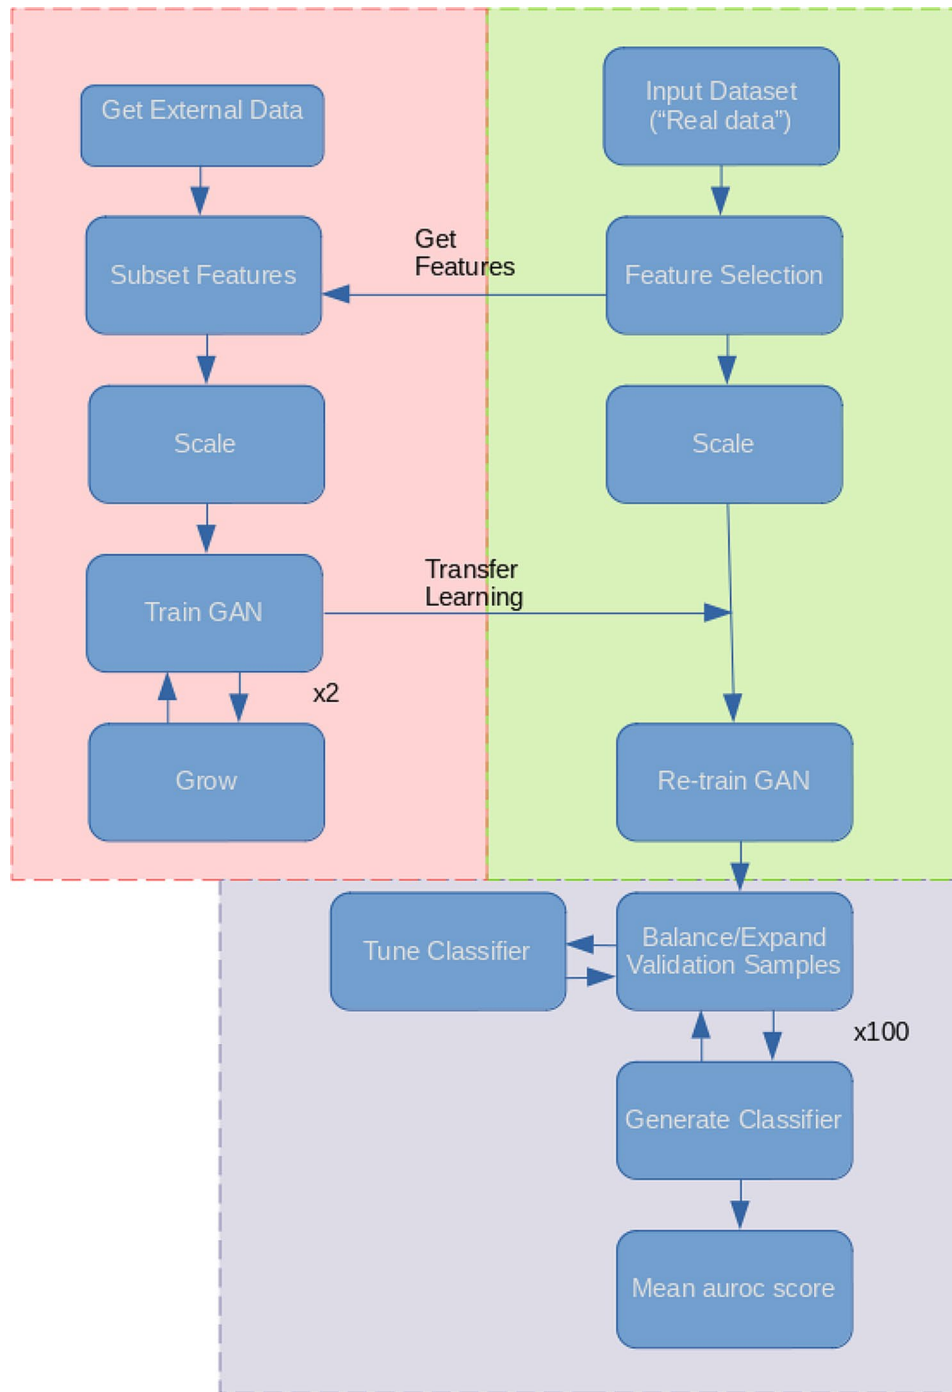 Get External Data
Input Dataset
(“Real data”)
Get
Features
Subset Features
Feature Selection
Scale
Scale
Transfer
Learning
Train GAN
x2
Grow
Re-train GAN
Tune Classifier
Balance/Expand
Validation Samples
x100
Generate Classifier
Mean auroc score